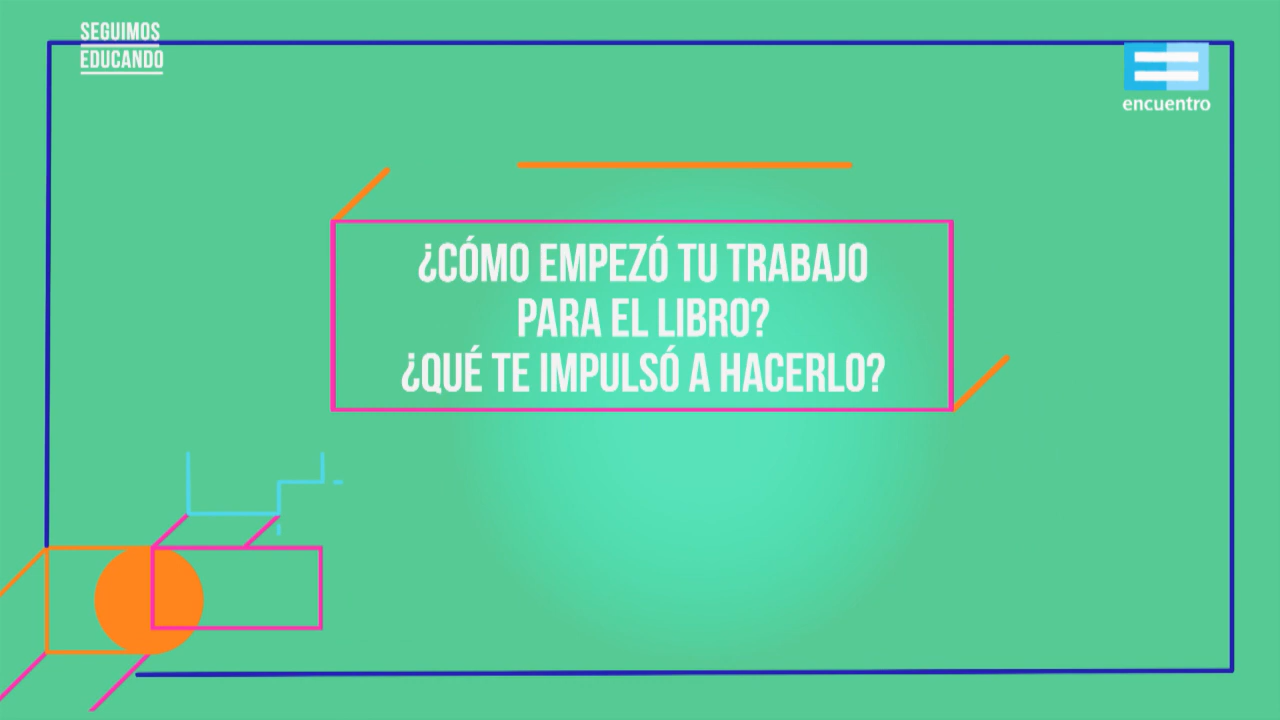 SEGUIMOS
EDUCANDO
encuentro
¿CÓMO EMPEZÓ TU TRABAJO
PARA EL LIBRO?
¿QUÉ TE IMPULSÓ A HACERLO?